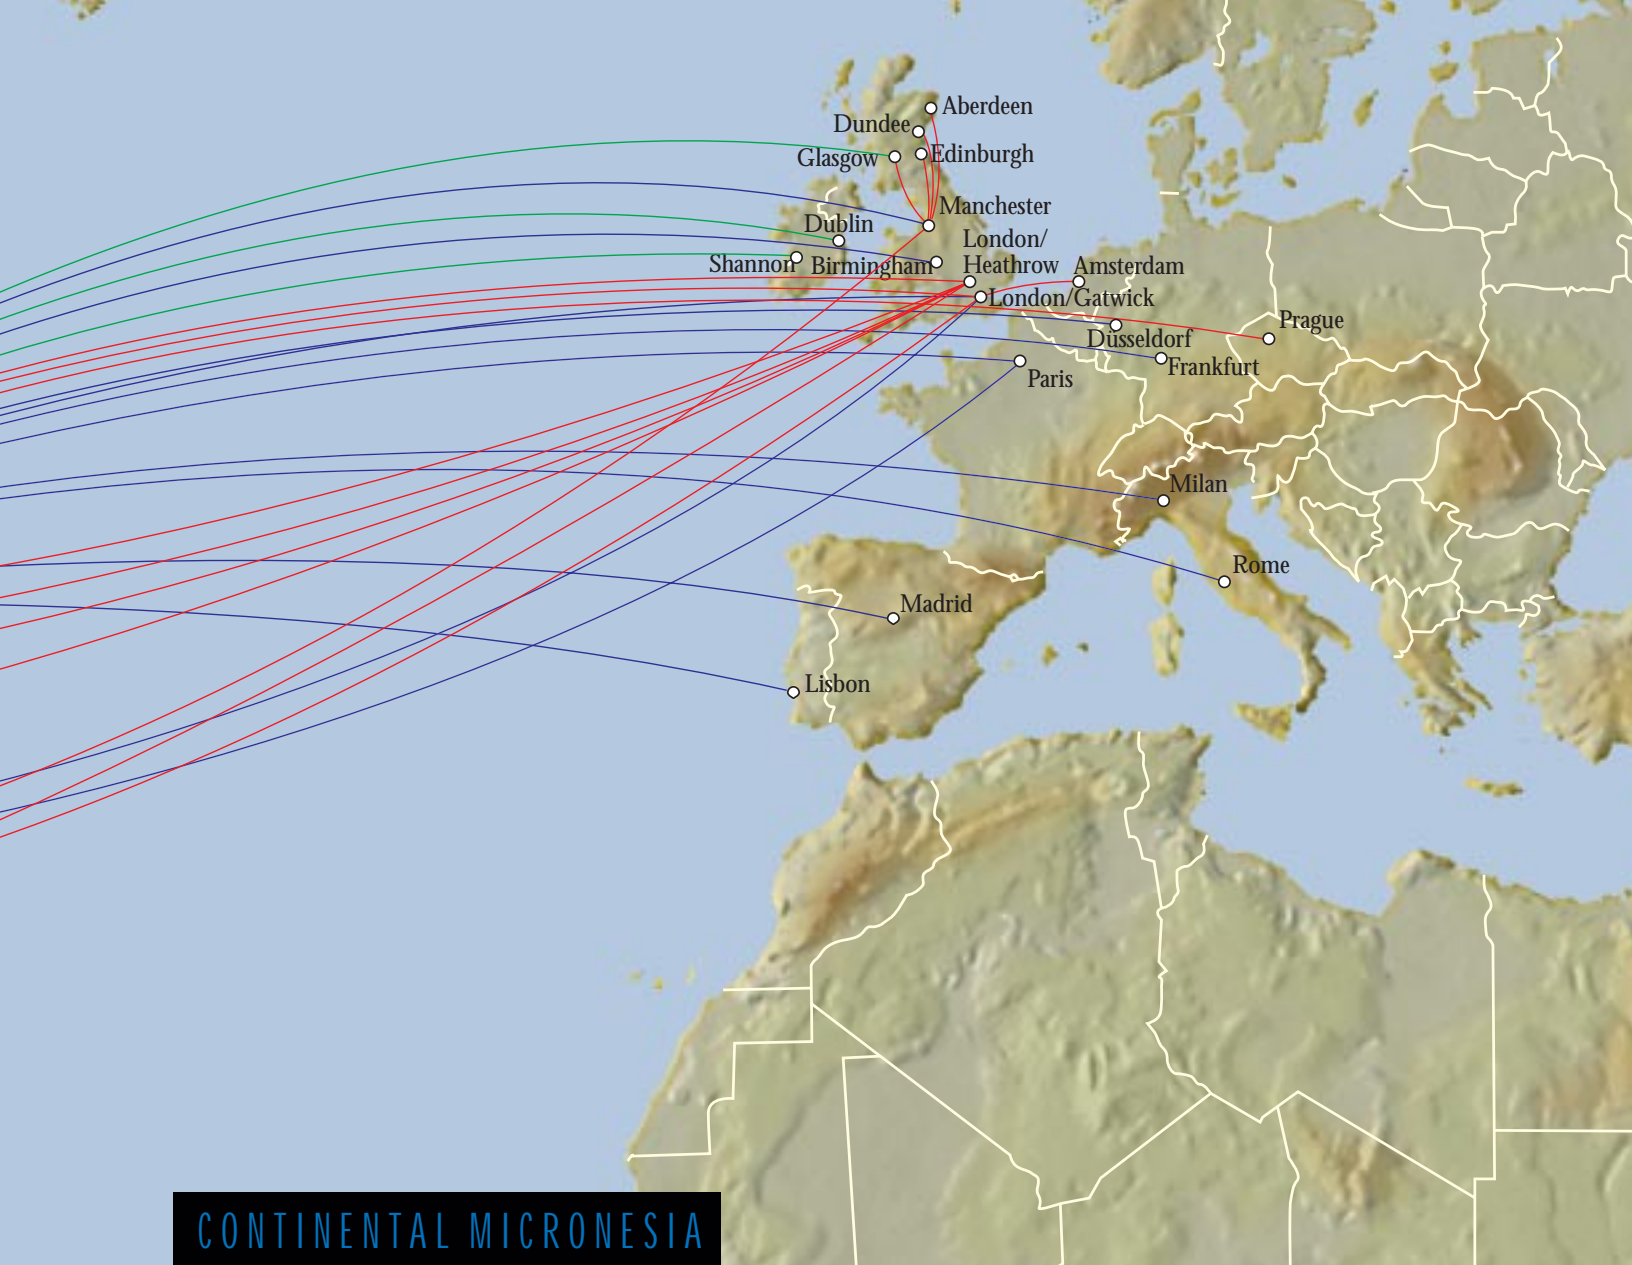 Aberdeen
Dundee
Glasgow
Edinburgh
Manchester
Dublin
London/
Heathrow
Shannon
Birmingham
Amsterdam
London/Gatwick
Prague
Düsseldorf
Frankfurt
Paris
Milan
Rome
Madrid
Lisbon
CONTINENTAL MICRONESIA